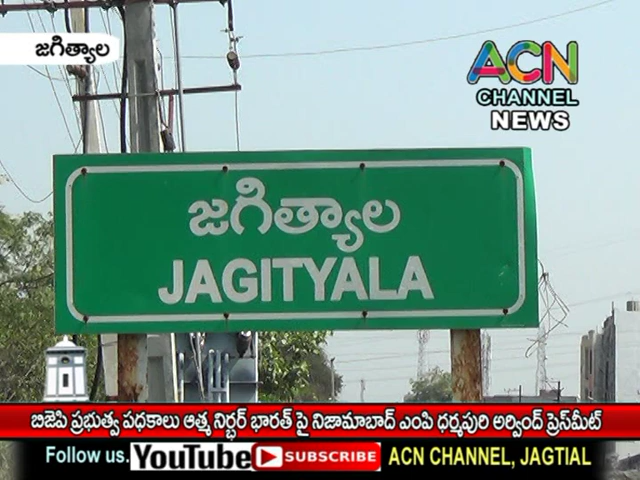 జగిత్యాల
ACN
CHANNEL
NEWS
జగిత్యాల
JAGITYALA
బిజెపి ప్రభుత్వ పధకాలు ఆత్మ నిర్భర్ భారత్ పై నిజామాబాద్ ఎంపి ధర్మపురి అర్వింద్ ప్రెస్‌మీట్
Follow us. YouTube SUBSCRIBE ACN CHANNEL, JAGTIAL